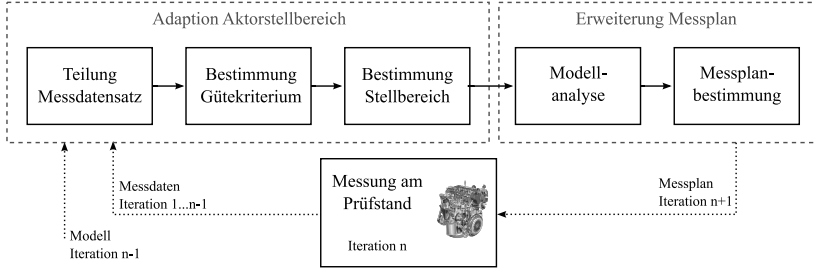 Adaption Aktorstellbereich
Erweiterung Messplan
Teilung
Messdatensatz
Bestimmung
Gütekriterium
Bestimmung
Stellbereich
Modell-
analyse
Messplan-
bestimmung
Messdaten
Iteration 1...n-1
Messung am
Prüfstand
Iteration n
Messplan
Iteration n+1
Modell
Iteration n-1